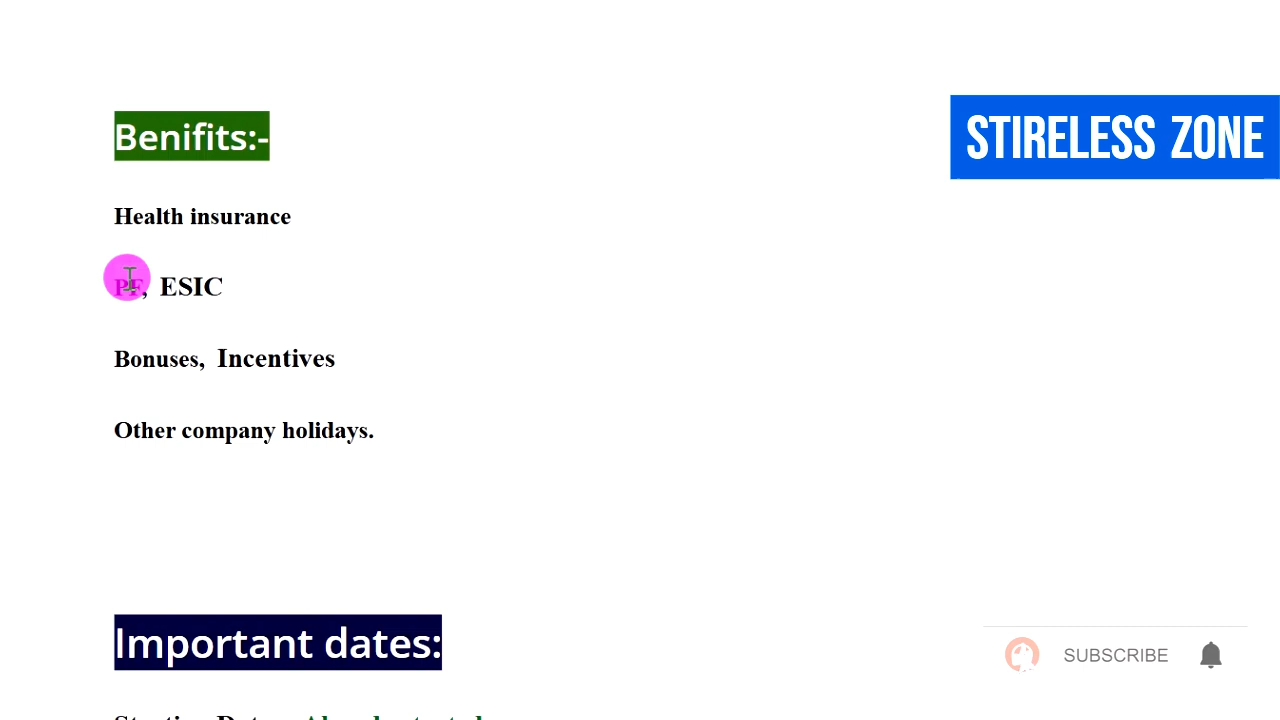 Benifits:-
STIRELESS ZONE
Health insurance
PF, ESIC
Bonuses, Incentives
Other company holidays.
Important dates:
SUBSCRIBE